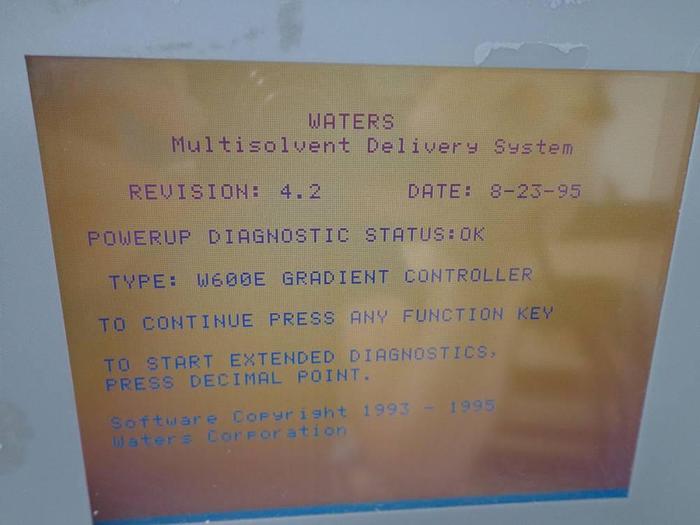 WATERS
Multisolvent Delivery System
REVISION: 4.2 DATE: 8-23-95
POWERUP DIAGNOSTIC STATUS:OK
TYPE: W600E GRADIENT CONTROLLER
TO CONTINUE PRESS ANY FUNCTION KEY
TO START EXTENDED DIAGNOSTICS,
PRESS DECIMAL POINT.
Software Copyright 1993 - 1995
Waters Corporation